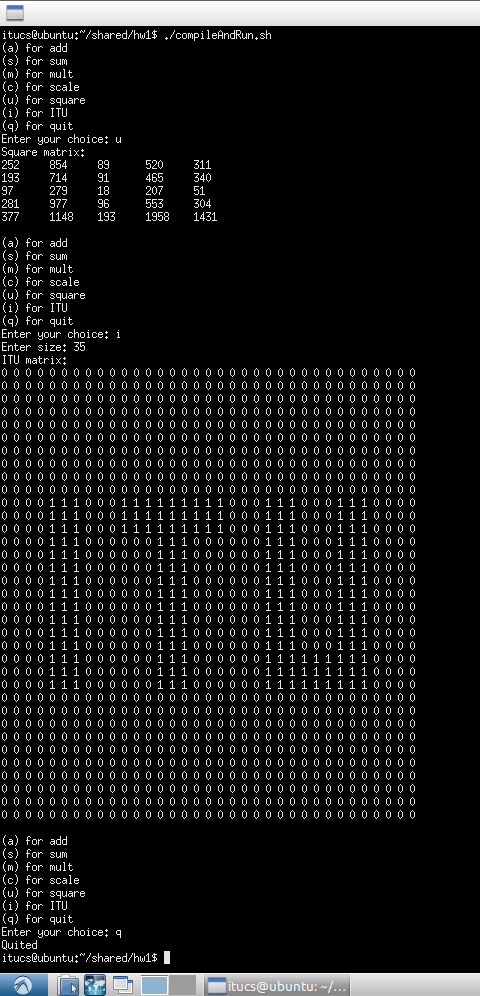 itucs@ubuntu:~/shared/hw1$ ./compileAndRun.sh
(a) for add
(s) for sum
(m) for mult
(c) for scale
(u) for square
(i) for ITU
(q) for quit
Enter your choice: u
Square matrix:
252 854 89 520 311
193 714 91 465 340
97 279 18 207 51
281 977 96 553 304
377 1148 193 1958 1431
(a) for add
(s) for sum
(m) for mult
(c) for scale
(u) for square
(i) for ITU
(q) for quit
Enter your choice: i
Enter size: 35
ITU matrix:
0 0 0 0 0 0 0 0 0 0 0 0 0 0 0 0 0 0 0 0 0 0 0 0 0 0 0 0 0 0 0 0 0 0 0
0 0 0 0 0 0 0 0 0 0 0 0 0 0 0 0 0 0 0 0 0 0 0 0 0 0 0 0 0 0 0 0 0 0 0
0 0 0 0 0 0 0 0 0 0 0 0 0 0 0 0 0 0 0 0 0 0 0 0 0 0 0 0 0 0 0 0 0 0 0
0 0 0 0 0 0 0 0 0 0 0 0 0 0 0 0 0 0 0 0 0 0 0 0 0 0 0 0 0 0 0 0 0 0 0
0 0 0 0 0 0 0 0 0 0 0 0 0 0 0 0 0 0 0 0 0 0 0 0 0 0 0 0 0 0 0 0 0 0 0
0 0 0 0 0 0 0 0 0 0 0 0 0 0 0 0 0 0 0 0 0 0 0 0 0 0 0 0 0 0 0 0 0 0 0
0 0 0 0 0 0 0 0 0 0 0 0 0 0 0 0 0 0 0 0 0 0 0 0 0 0 0 0 0 0 0 0 0 0 0
0 0 0 0 0 0 0 0 0 0 0 0 0 0 0 0 0 0 0 0 0 0 0 0 0 0 0 0 0 0 0 0 0 0 0
0 0 0 0 0 0 0 0 0 0 0 0 0 0 0 0 0 0 0 0 0 0 0 0 0 0 0 0 0 0 0 0 0 0 0
0 0 0 0 0 0 0 0 0 0 0 0 0 0 0 0 0 0 0 0 0 0 0 0 0 0 0 0 0 0 0 0 0 0 0
0 0 0 0 1 1 1 0 0 0 1 1 1 1 1 1 1 1 1 0 0 0 1 1 1 0 0 0 1 1 1 0 0 0 0
0 0 0 0 1 1 1 0 0 0 1 1 1 1 1 1 1 1 1 0 0 0 1 1 1 0 0 0 1 1 1 0 0 0 0
0 0 0 0 1 1 1 0 0 0 1 1 1 1 1 1 1 1 1 0 0 0 1 1 1 0 0 0 1 1 1 0 0 0 0
0 0 0 0 1 1 1 0 0 0 0 0 0 1 1 1 0 0 0 0 0 0 1 1 1 0 0 0 1 1 1 0 0 0 0
0 0 0 0 1 1 1 0 0 0 0 0 0 1 1 1 0 0 0 0 0 0 1 1 1 0 0 0 1 1 1 0 0 0 0
0 0 0 0 1 1 1 0 0 0 0 0 0 1 1 1 0 0 0 0 0 0 1 1 1 0 0 0 1 1 1 0 0 0 0
0 0 0 0 1 1 1 0 0 0 0 0 0 1 1 1 0 0 0 0 0 0 1 1 1 0 0 0 1 1 1 0 0 0 0
0 0 0 0 1 1 1 0 0 0 0 0 0 1 1 1 0 0 0 0 0 0 1 1 1 0 0 0 1 1 1 0 0 0 0
0 0 0 0 1 1 1 0 0 0 0 0 0 1 1 1 0 0 0 0 0 0 1 1 1 0 0 0 1 1 1 0 0 0 0
0 0 0 0 1 1 1 0 0 0 0 0 0 1 1 1 0 0 0 0 0 0 1 1 1 0 0 0 1 1 1 0 0 0 0
0 0 0 0 1 1 1 0 0 0 0 0 0 1 1 1 0 0 0 0 0 0 1 1 1 0 0 0 1 1 1 0 0 0 0
0 0 0 0 1 1 1 0 0 0 0 0 0 1 1 1 0 0 0 0 0 0 1 1 1 0 0 0 1 1 1 0 0 0 0
0 0 0 0 1 1 1 0 0 0 0 0 0 1 1 1 0 0 0 0 0 0 1 1 1 1 1 1 1 1 1 0 0 0 0
0 0 0 0 1 1 1 0 0 0 0 0 0 1 1 1 0 0 0 0 0 0 1 1 1 1 1 1 1 1 1 0 0 0 0
0 0 0 0 1 1 1 0 0 0 0 0 0 1 1 1 0 0 0 0 0 0 1 1 1 1 1 1 1 1 1 0 0 0 0
0 0 0 0 0 0 0 0 0 0 0 0 0 0 0 0 0 0 0 0 0 0 0 0 0 0 0 0 0 0 0 0 0 0 0
0 0 0 0 0 0 0 0 0 0 0 0 0 0 0 0 0 0 0 0 0 0 0 0 0 0 0 0 0 0 0 0 0 0 0
0 0 0 0 0 0 0 0 0 0 0 0 0 0 0 0 0 0 0 0 0 0 0 0 0 0 0 0 0 0 0 0 0 0 0
0 0 0 0 0 0 0 0 0 0 0 0 0 0 0 0 0 0 0 0 0 0 0 0 0 0 0 0 0 0 0 0 0 0 0
0 0 0 0 0 0 0 0 0 0 0 0 0 0 0 0 0 0 0 0 0 0 0 0 0 0 0 0 0 0 0 0 0 0 0
0 0 0 0 0 0 0 0 0 0 0 0 0 0 0 0 0 0 0 0 0 0 0 0 0 0 0 0 0 0 0 0 0 0 0
0 0 0 0 0 0 0 0 0 0 0 0 0 0 0 0 0 0 0 0 0 0 0 0 0 0 0 0 0 0 0 0 0 0 0
0 0 0 0 0 0 0 0 0 0 0 0 0 0 0 0 0 0 0 0 0 0 0 0 0 0 0 0 0 0 0 0 0 0 0
0 0 0 0 0 0 0 0 0 0 0 0 0 0 0 0 0 0 0 0 0 0 0 0 0 0 0 0 0 0 0 0 0 0 0
0 0 0 0 0 0 0 0 0 0 0 0 0 0 0 0 0 0 0 0 0 0 0 0 0 0 0 0 0 0 0 0 0 0 0
(a) for add
(s) for sum
(m) for mult
(c) for scale
(u) for square
(i) for ITU
(q) for quit
Enter your choice: q
Quited
itucs@ubuntu:~/shared/hw1$
itucs@ubuntu: ~/...